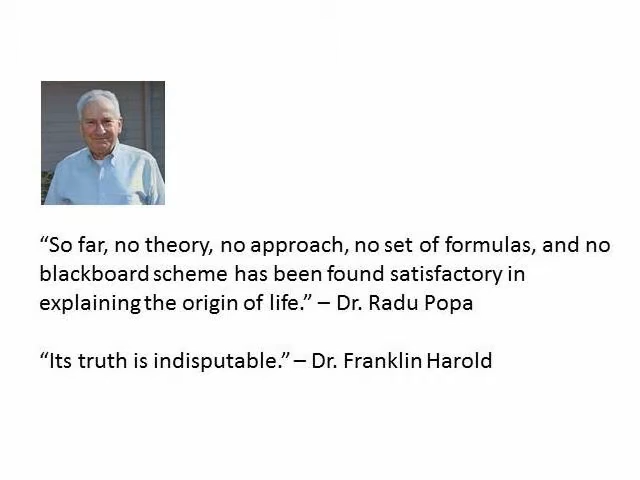 “So far, no theory, no approach, no set of formulas, and no
blackboard scheme has been found satisfactory in
explaining the origin of life.” – Dr. Radu Popa
“Its truth is indisputable.” – Dr. Franklin Harold